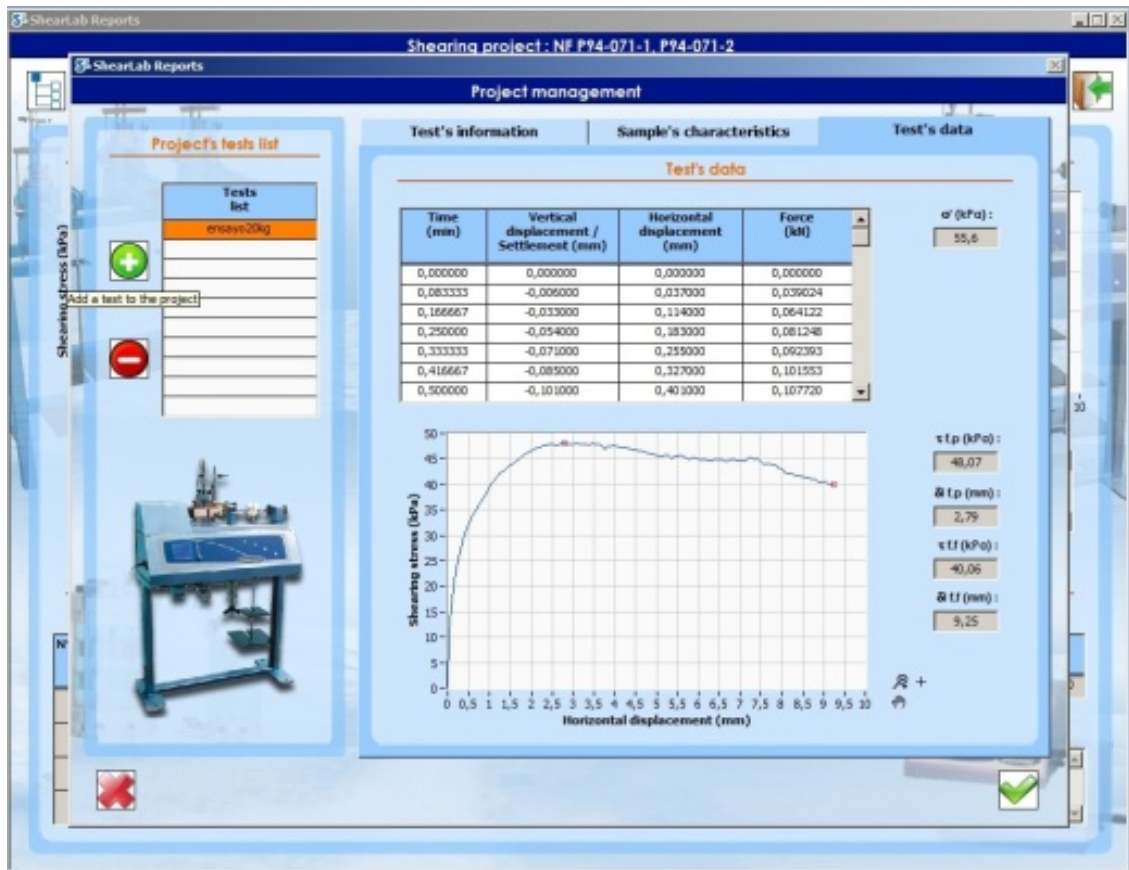 ShearLab Reports
Shearing project : NF P94-071-1, P94-071-2
ShearLab Reports
Project management
Project's tests list
Tests
list
ensayo20kg
Add a test to the project
Shearing stress (kPa)
10
Test's information
Sample's characteristics
Test's data
Test's data
Time
(min)
Vertical
displacement /
Settlement (mm)
Horizontal
displacement
(mm)
Force
(kN)
0,000000 0,000000 0,000000 0,000000
0,083333 -0,006000 0,037000 0,039024
0,166667 -0,033000 0,114000 0,064122
0,250000 -0,054000 0,183000 0,081248
0,333333 -0,071000 0,255000 0,092393
0,416667 -0,085000 0,327000 0,101553
0,500000 -0,101000 0,401000 0,107720
σ' (kPa) :
55,6
τ f.p (kPa) :
48,07
δl f.p (mm) :
2,79
τ f.f (kPa) :
40,06
δl f.f (mm) :
9,25
Shearing stress (kPa)
50
45
40
35
30
25
20
15
10
5
0
0 0,5 1 1,5 2 2,5 3 3,5 4 4,5 5 5,5 6 6,5 7 7,5 8 8,5 9 9,5 10
Horizontal displacement (mm)